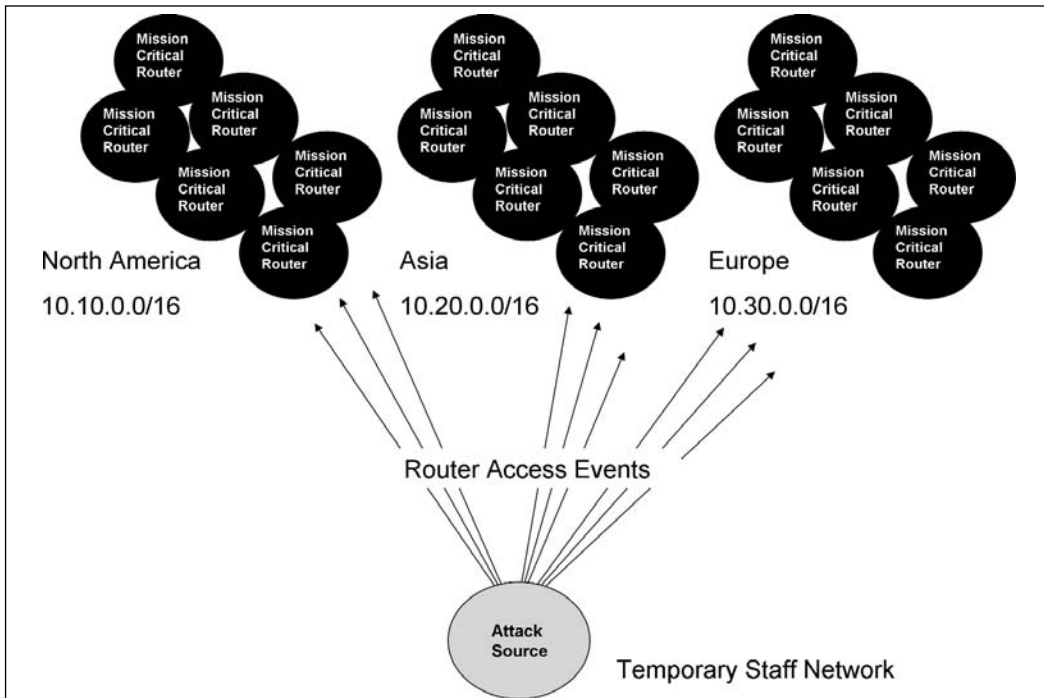 Mission
Critical
Router
Mission
Critical
Router
Mission
Critical
Router
Mission
Critical
Router
Mission
Critical
Router
Mission
Critical
Router
North America
10.10.0.0/16
Mission
Critical
Router
Mission
Critical
Router
Mission
Critical
Router
Mission
Critical
Router
Mission
Critical
Router
Mission
Critical
Router
Asia
10.20.0.0/16
Mission
Critical
Router
Mission
Critical
Router
Mission
Critical
Router
Mission
Critical
Router
Mission
Critical
Router
Mission
Critical
Router
Europe
10.30.0.0/16
Router Access Events
Attack
Source
Temporary Staff Network